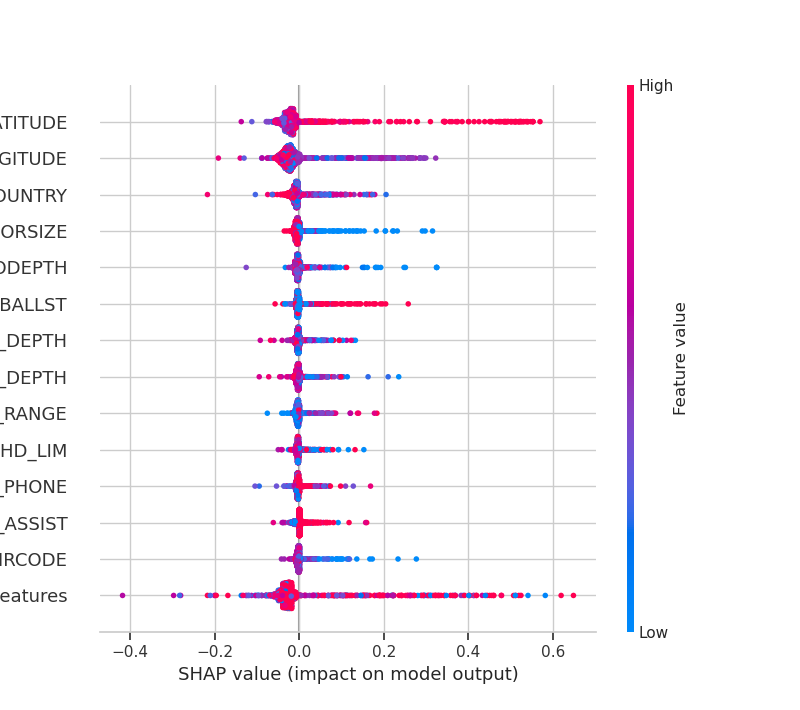 High
ATITUDE
GITUDE
OUNTRY
ORSIZE
ODEPTH
BALLST
_DEPTH
_DEPTH
_RANGE
HD_LIM
_PHONE
_ASSIST
IRCODE
eatures
Feature value
Low
−0.4 −0.2 0.0 0.2 0.4 0.6
SHAP value (impact on model output)